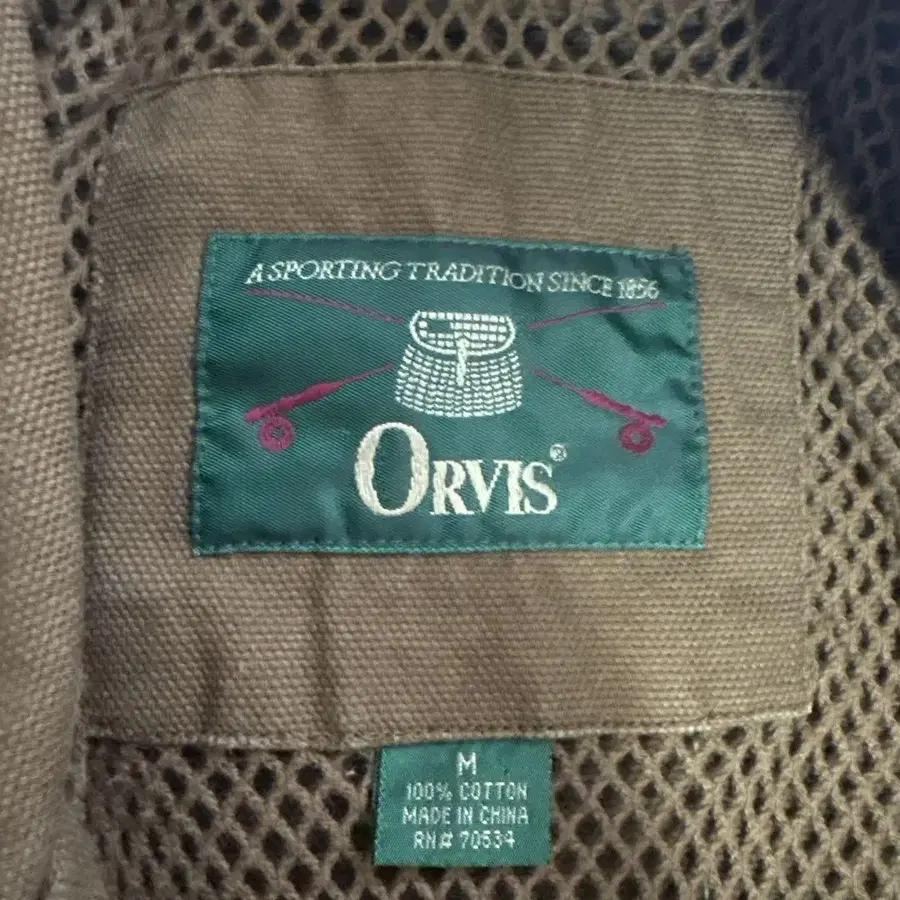 A SPORTING TRADITION SINCE 1856
ORVIS®
M
100% COTTON
MADE IN CHINA
RN# 70534